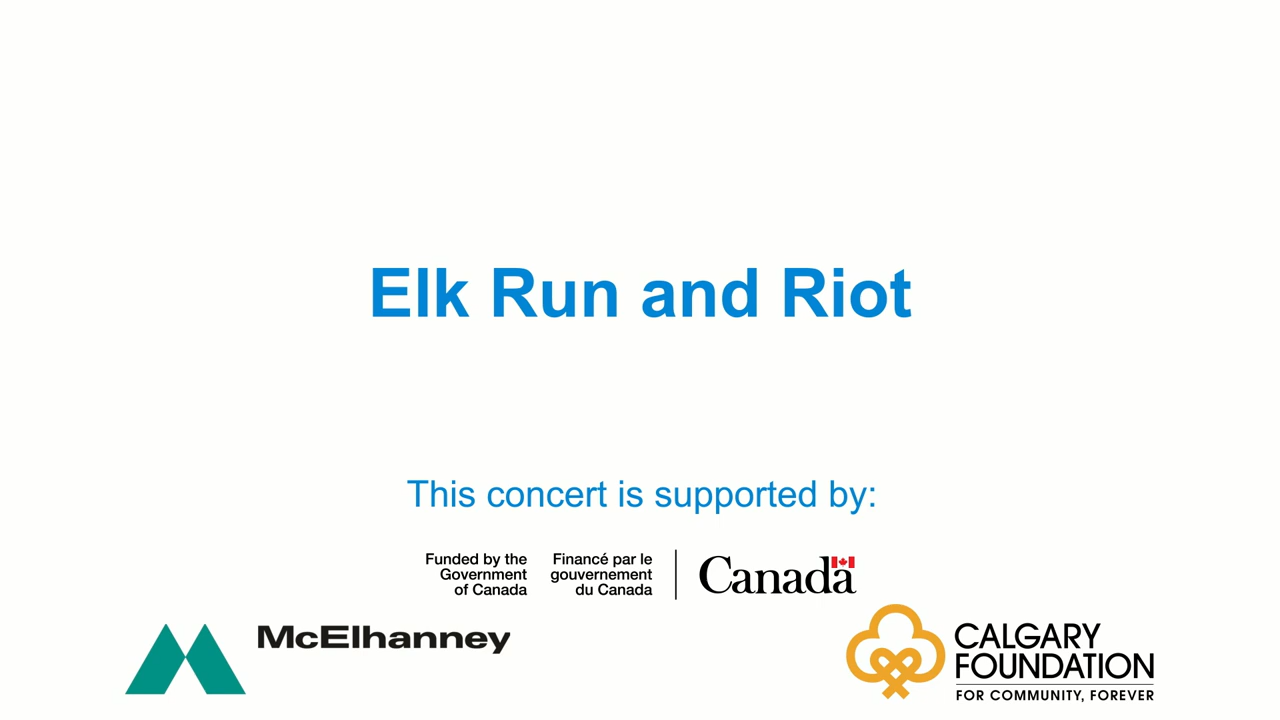 Elk Run and Riot
This concert is supported by:
Funded by the
Government
of Canada
Financé par le
gouvernement
du Canada
Canada
McElhanney
CALGARY
FOUNDATION
FOR COMMUNITY, FOREVER